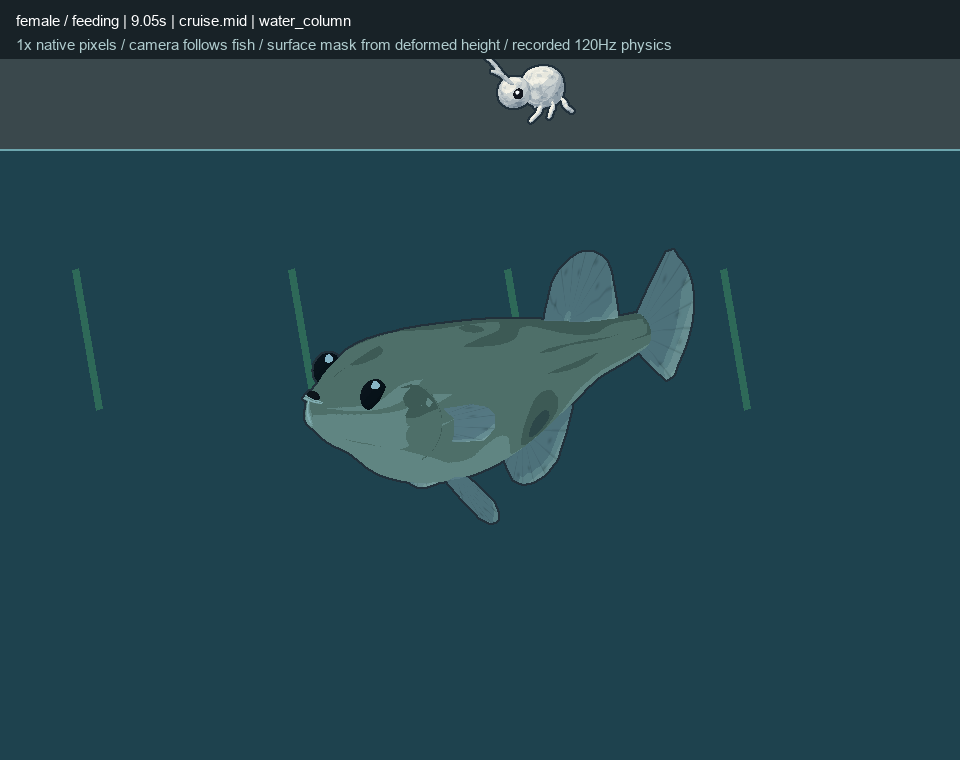 female / feeding | 9.05s | cruise.mid | water_column
1x native pixels / camera follows fish / surface mask from deformed height / recorded 120Hz physics